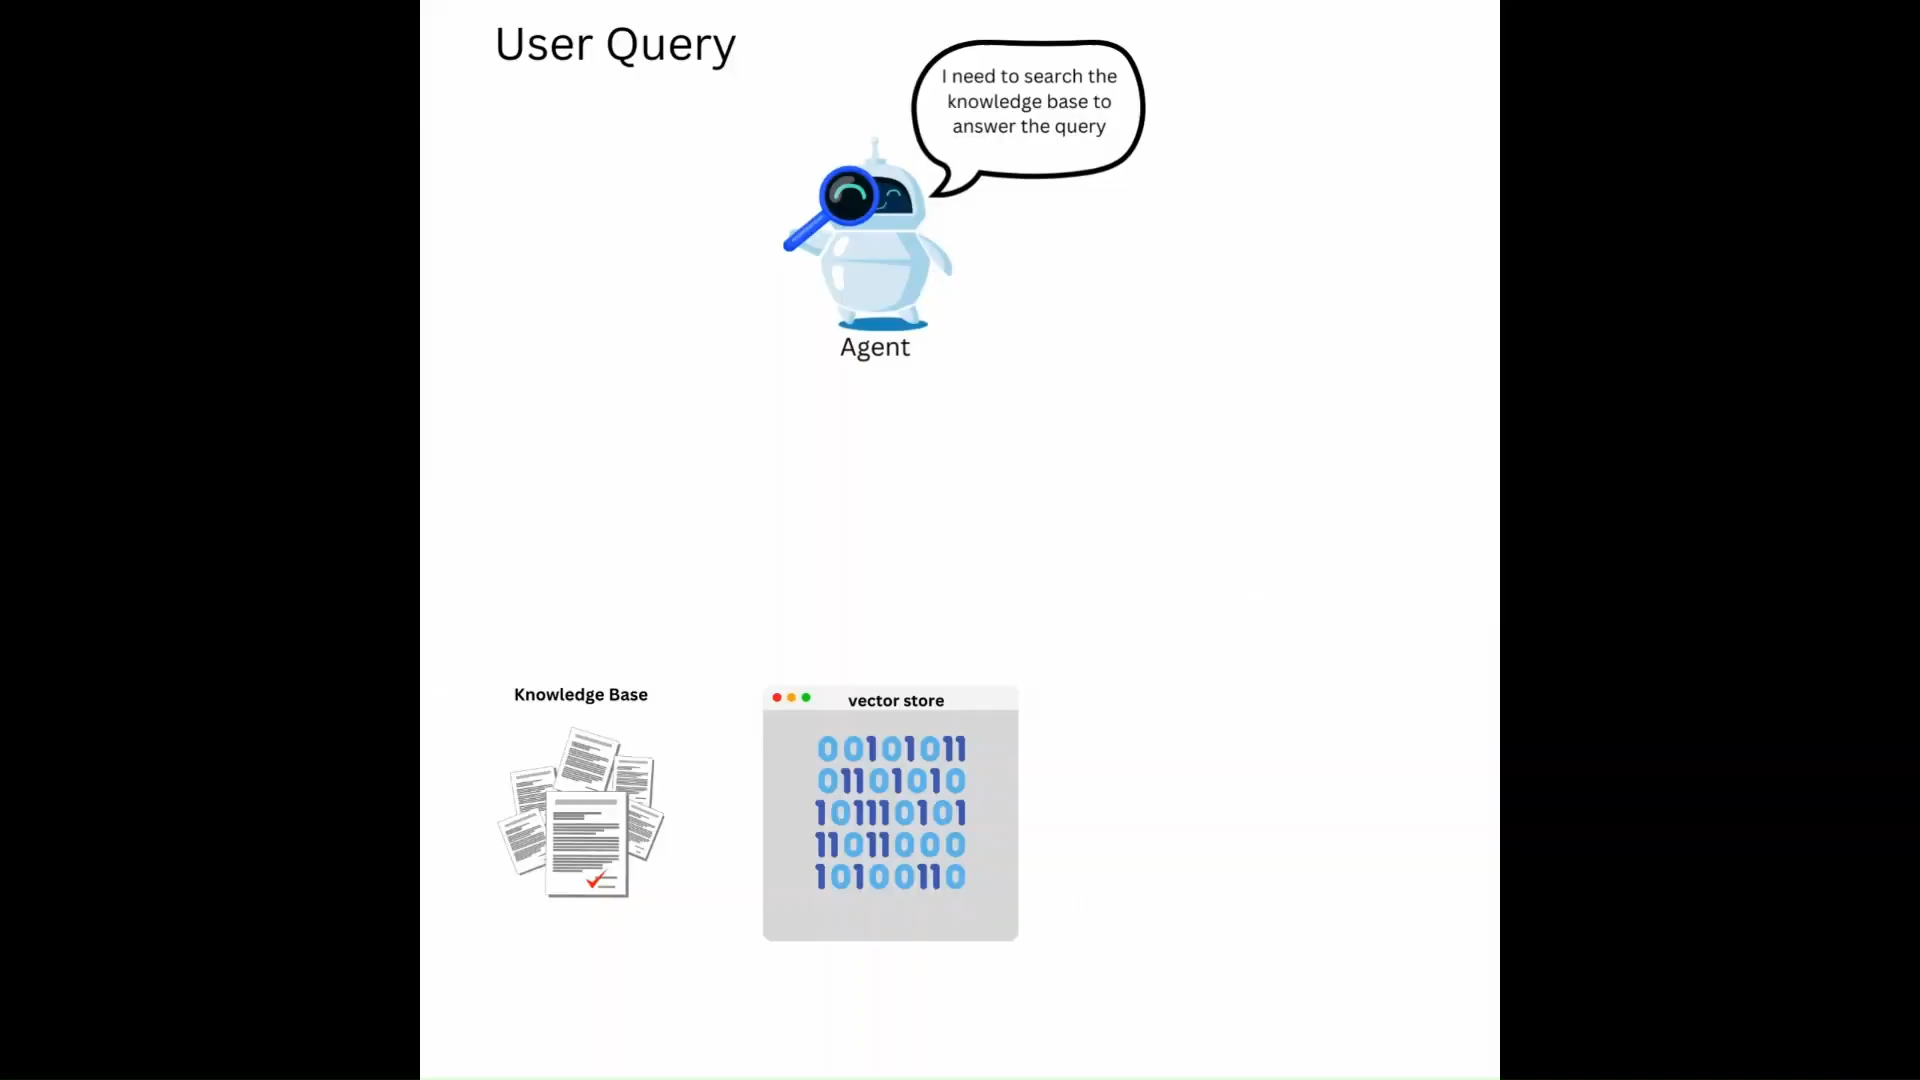 User Query
I need to search the
knowledge base to
answer the query
Agent
Knowledge Base
vector store
00101011
01101010
101110101
11011000
10100110